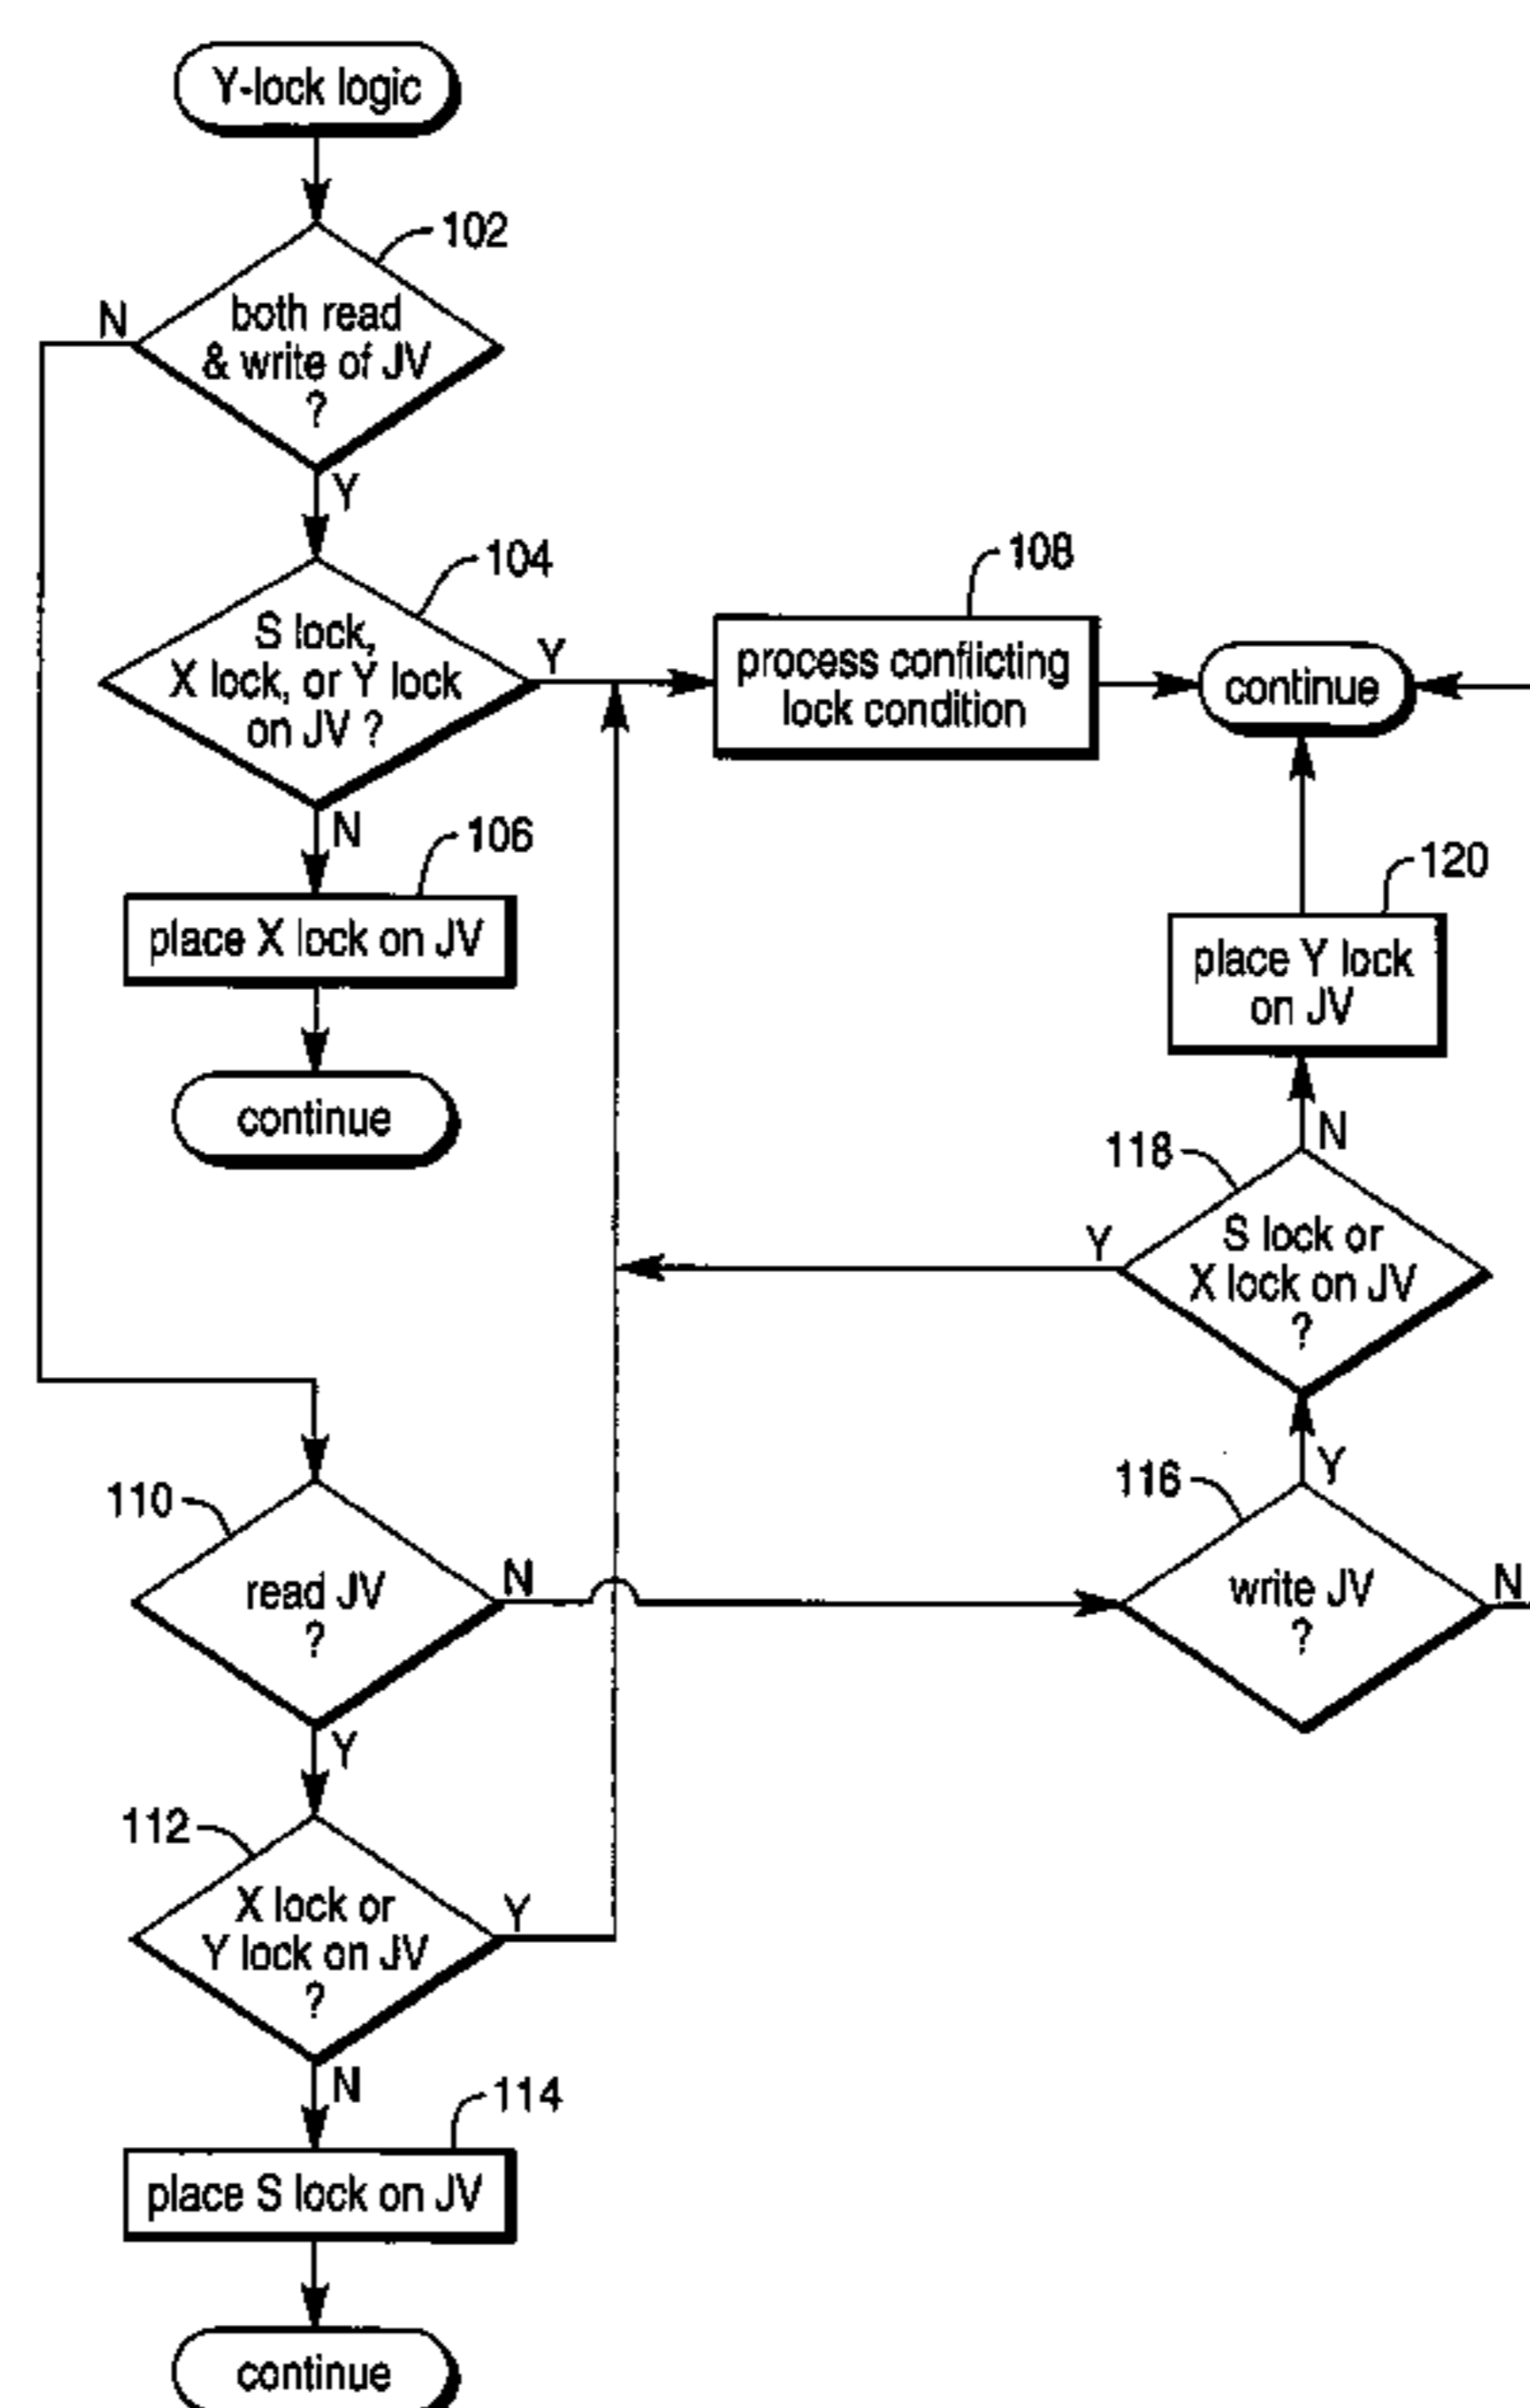 Y-lock logic
102
N
both read
& write of JV
?
Y
104
S lock,
X lock, or Y lock
on JV ?
Y
N
106
place X lock on JV
continue
108
process conflicting
lock condition
continue
120
place Y lock
on JV
N
118
S lock or
X lock on JV
?
Y
Y
116
write JV
?
N
110
read JV
?
N
Y
112
X lock or
Y lock on JV
?
Y
N
114
place S lock on JV
continue